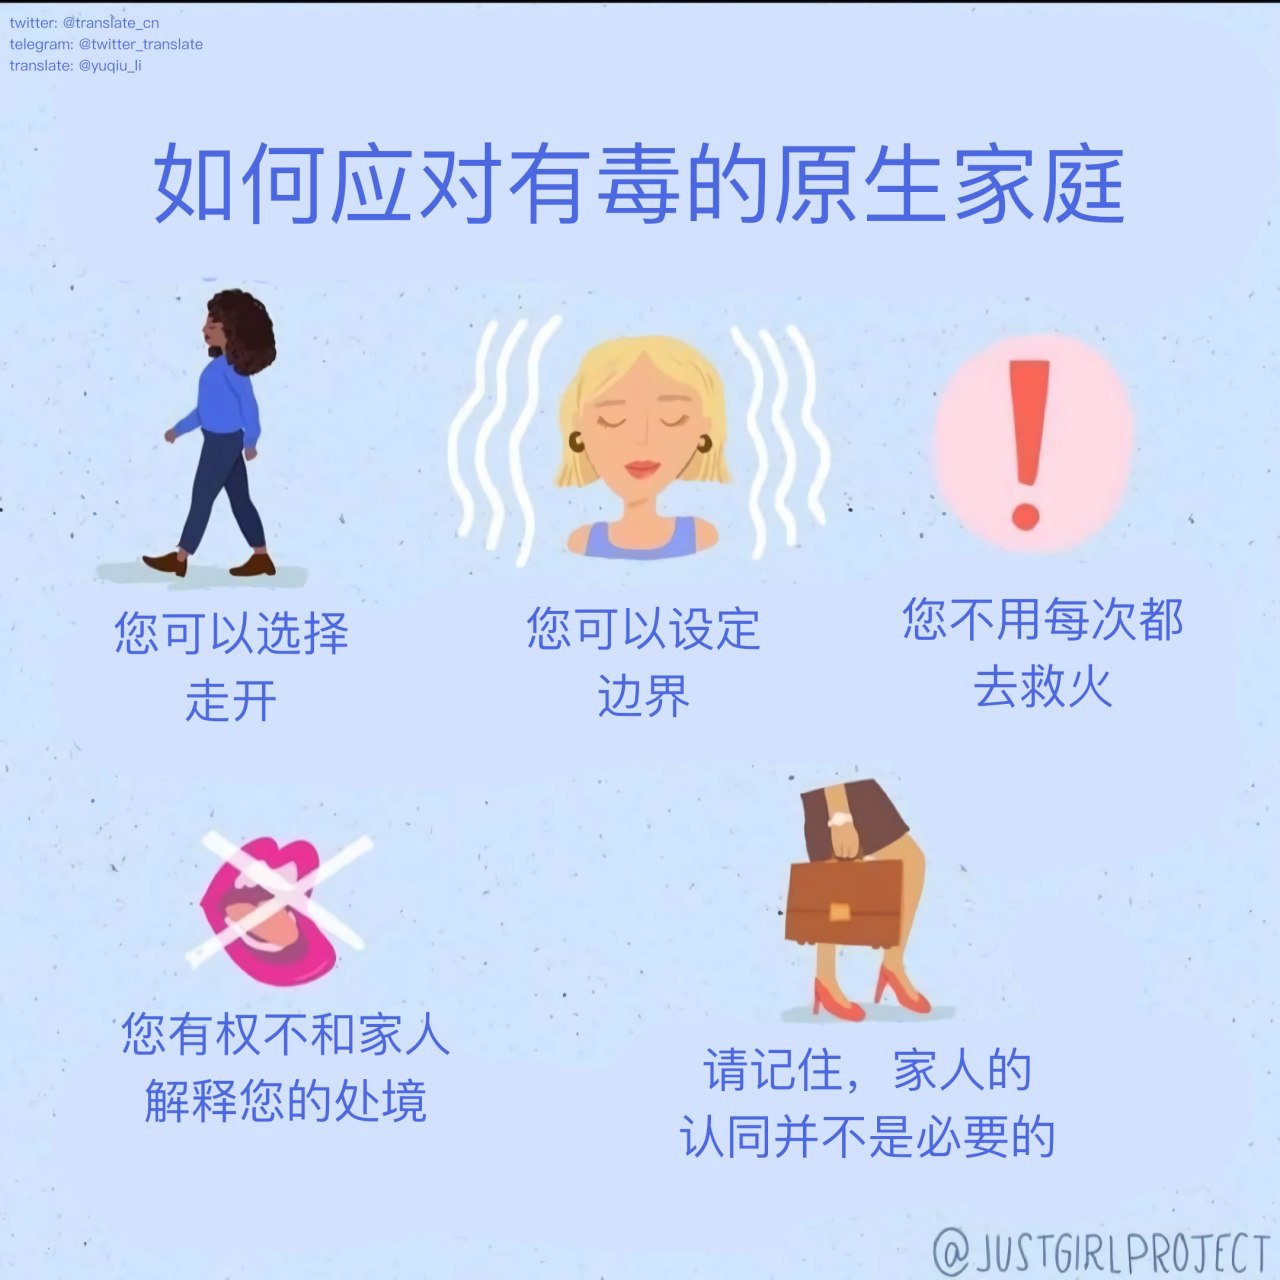 twitter: @translate_cn
telegram: @twitter_translate
translate: @yuqiu_li
如何应对有毒的原生家庭
您可以选择
走开
您可以设定
边界
您不用每次都
去救火
您有权不和家人
解释您的处境
请记住，家人的
认同并不是必要的
@JUSTGIRLPROJECT